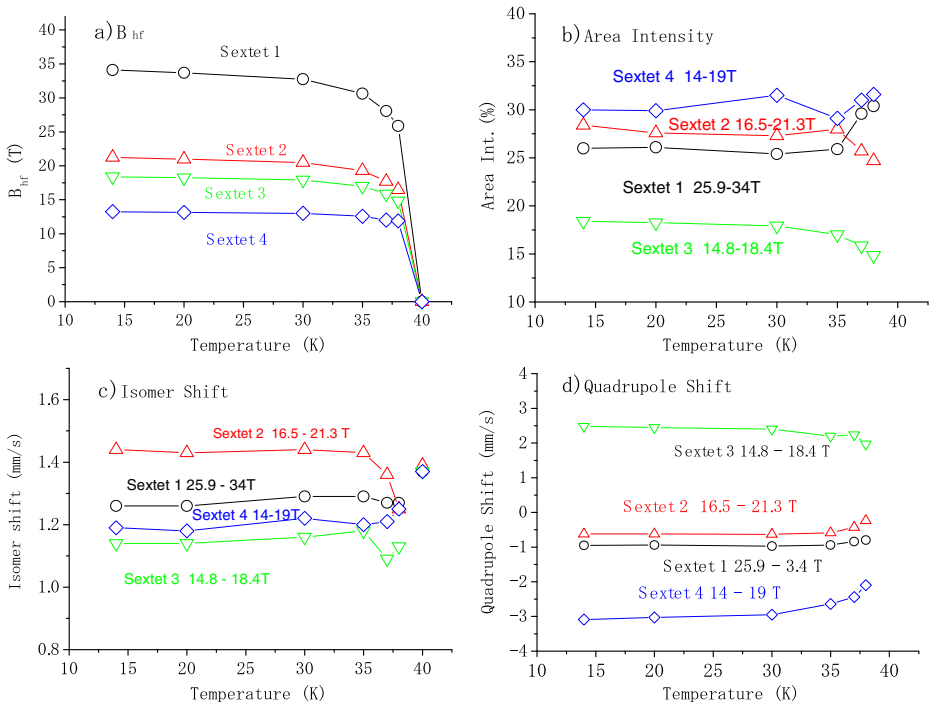 a) B hf
Sextet 1
Sextet 2
Sextet 3
Sextet 4
B hf (T)
40
35
30
25
20
15
10
5
0
10 15 20 25 30 35 40
Temperature (K)
b) Area Intensity
Sextet 4 14-19T
Sextet 2 16.5-21.3T
Sextet 1 25.9-34T
Sextet 3 14.8-18.4T
Area Int.(%)
40
35
30
25
20
15
10
10 15 20 25 30 35 40
Temperature (K)
c) Isomer Shift
Sextet 2 16.5 - 21.3 T
Sextet 1 25.9 - 34T
Sextet 4 14-19T
Sextet 3 14.8 - 18.4T
Isomer shift (mm/s)
1.6
1.4
1.2
1.0
0.8
10 15 20 25 30 35 40
Temperature (K)
d) Quadrupole Shift
Sextet 3 14.8 – 18.4 T
Sextet 2 16.5 – 21.3 T
Sextet 1 25.9 – 3.4 T
Sextet 4 14 – 19 T
Quadrupole Shift (mm/s)
4
3
2
1
0
-1
-2
-3
-4
10 15 20 25 30 35 40
Temperature (K)